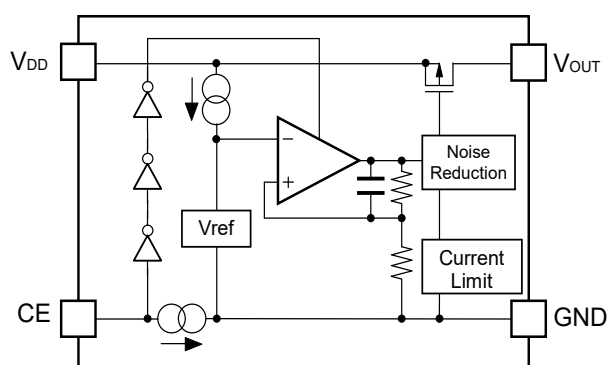 VDD
VOUT
−
+
Noise
Reduction
Vref
Current
Limit
CE
GND